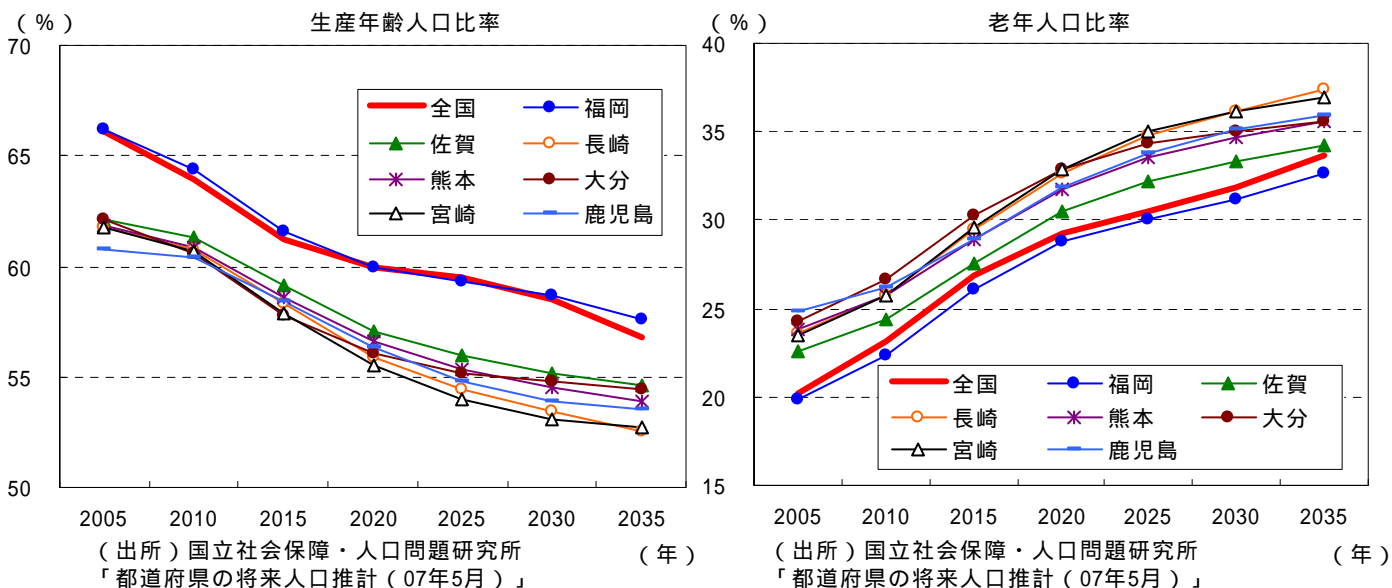 （％） 生産年齢人口比率
70
65
60
55
50
全国 福岡
佐賀 長崎
熊本 大分
宮崎 鹿児島
2005 2010 2015 2020 2025 2030 2035
（出所）国立社会保障・人口問題研究所 （年）
「都道府県の将来人口推計（07年5月）」
（％） 老年人口比率
40
35
30
25
20
15
全国 福岡 佐賀
長崎 熊本 大分
宮崎 鹿児島
2005 2010 2015 2020 2025 2030 2035
（出所）国立社会保障・人口問題研究所 （年）
「都道府県の将来人口推計（07年5月）」